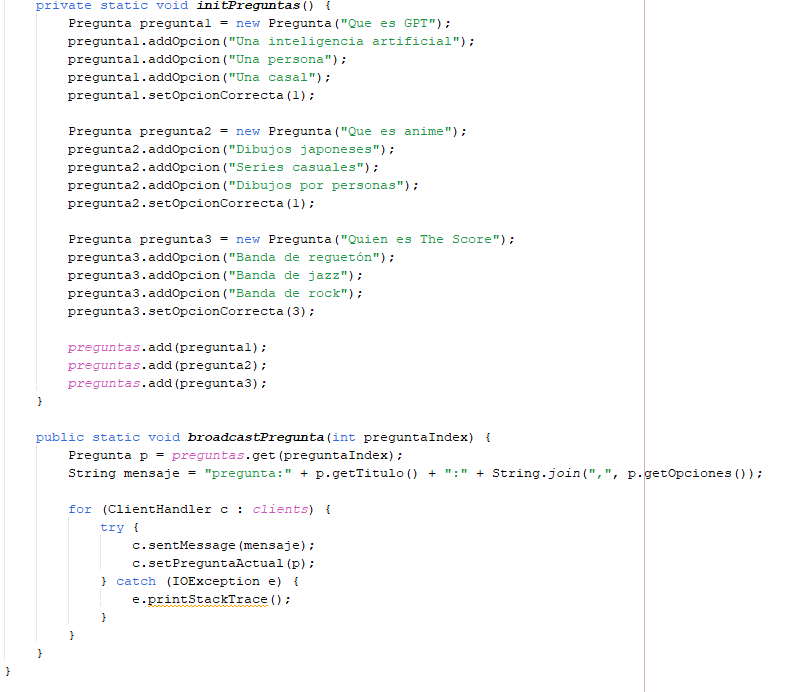 private static void initPreguntas() {
Pregunta pregunta1 = new Pregunta("Que es GPT");
pregunta1.addOpcion("Una inteligencia artificial");
pregunta1.addOpcion("Una persona");
pregunta1.addOpcion("Una casa1");
pregunta1.setOpcionCorrecta(1);
Pregunta pregunta2 = new Pregunta("Que es anime");
pregunta2.addOpcion("Dibujos japoneses");
pregunta2.addOpcion("Series casuales");
pregunta2.addOpcion("Dibujos por personas");
pregunta2.setOpcionCorrecta(1);
Pregunta pregunta3 = new Pregunta("Quien es The Score");
pregunta3.addOpcion("Banda de reguetón");
pregunta3.addOpcion("Banda de jazz");
pregunta3.addOpcion("Banda de rock");
pregunta3.setOpcionCorrecta(3);
preguntas.add(pregunta1);
preguntas.add(pregunta2);
preguntas.add(pregunta3);
}
public static void broadcastPregunta(int preguntaIndex) {
Pregunta p = preguntas.get(preguntaIndex);
String mensaje = "pregunta:" + p.getTitulo() + ":" + String.join(",", p.getOpciones());
for (ClientHandler c : clients) {
try {
c.sentMessage(mensaje);
c.setPreguntaActual(p);
} catch (IOException e) {
e.printStackTrace();
}
}
}
}